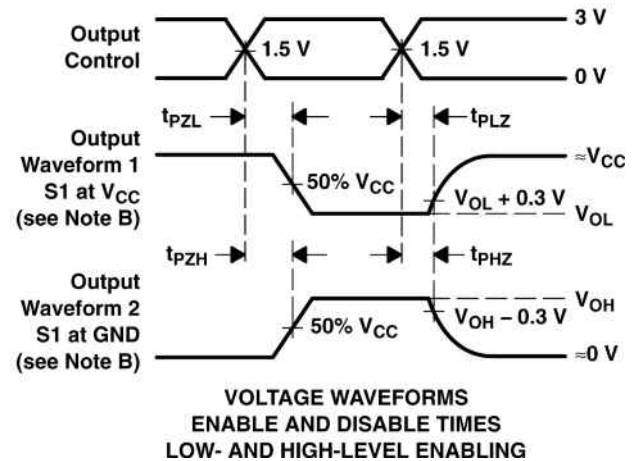 Output
Control
1.5 V
1.5 V
3 V
0 V
tPZL
tPLZ
Output
Waveform 1
S1 at VCC
(see Note B)
50% VCC
≈VCC
VOL + 0.3 V
VOL
tPZH
tPHZ
Output
Waveform 2
S1 at GND
(see Note B)
50% VCC
VOH
VOH – 0.3 V
≈0 V
VOLTAGE WAVEFORMS
ENABLE AND DISABLE TIMES
LOW- AND HIGH-LEVEL ENABLING